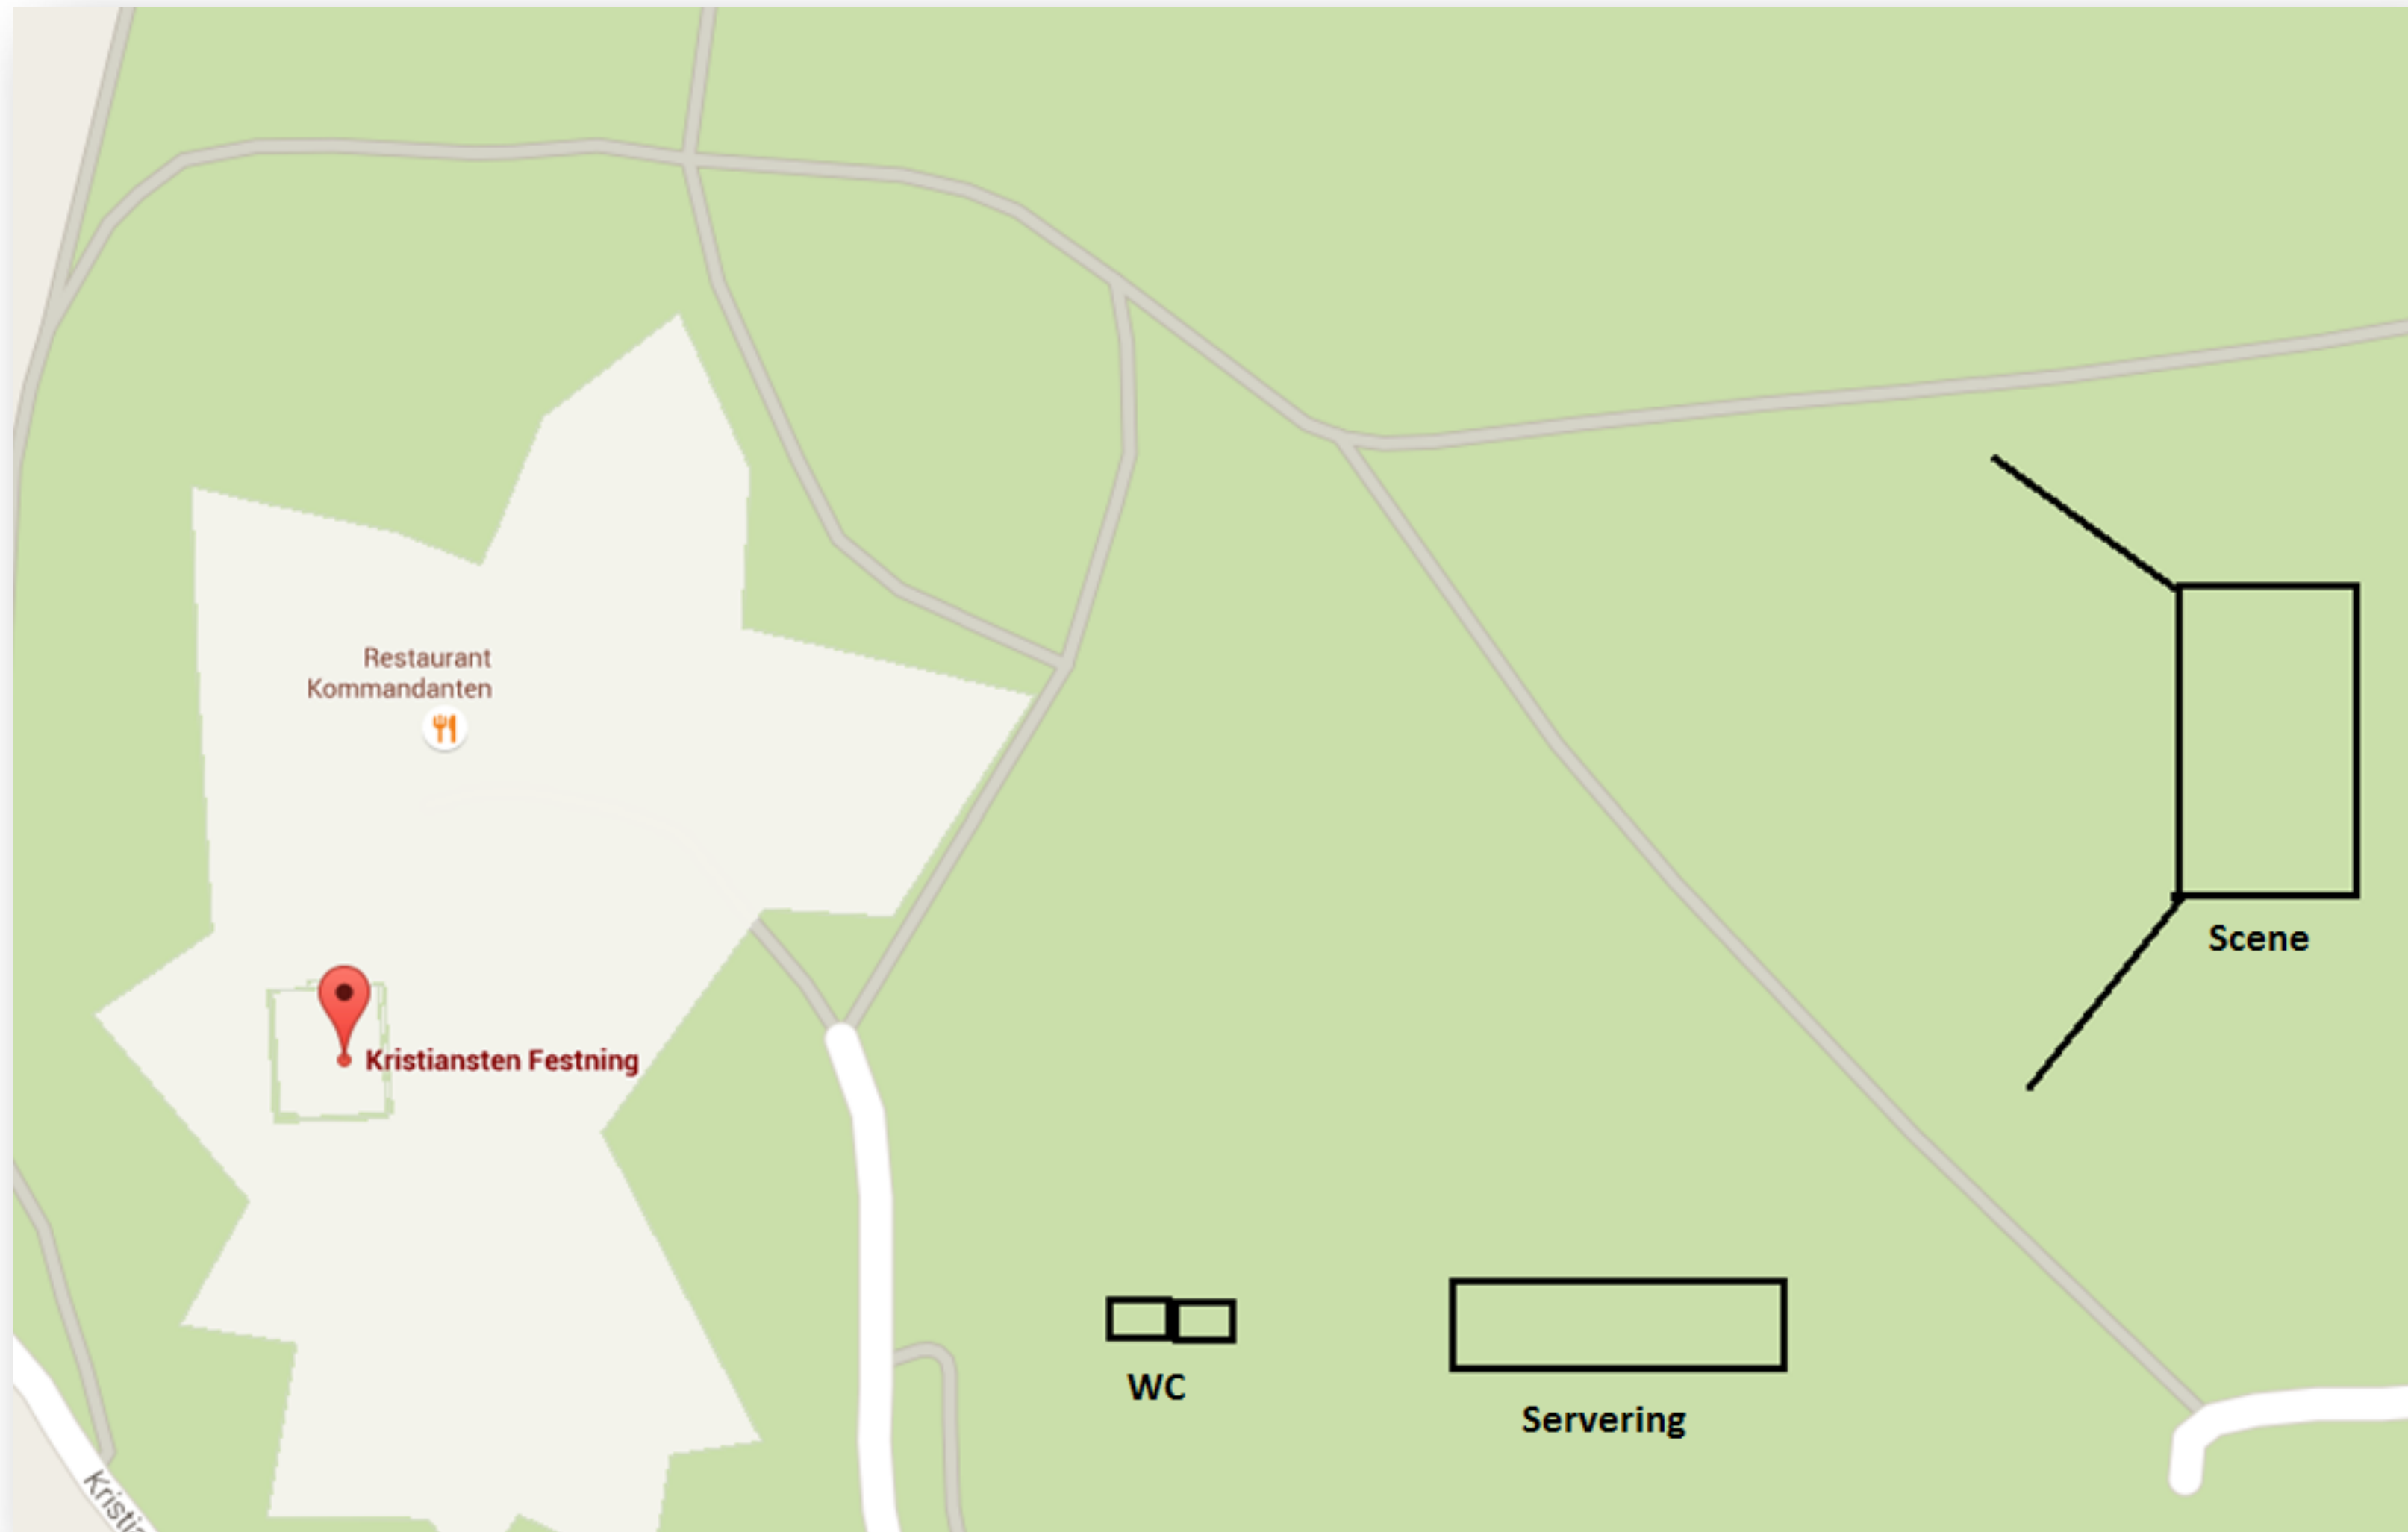 Restaurant
Kommandanten
Scene
Kristiansten Festning
WC
Servering